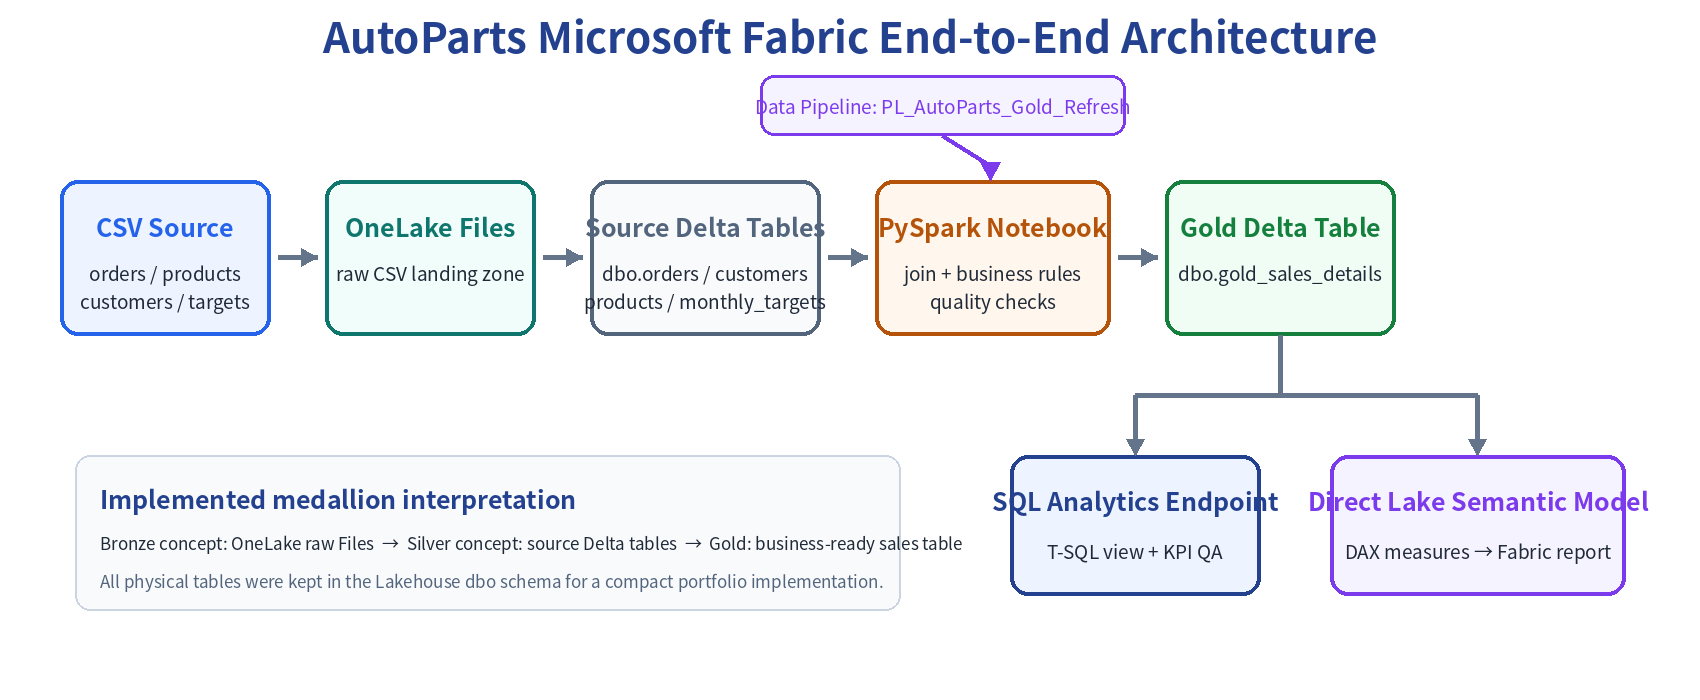 AutoParts Microsoft Fabric End-to-End Architecture
Data Pipeline: PL_AutoParts_Gold_Refresh
CSV Source
orders / products
customers / targets
OneLake Files
raw CSV landing zone
Source Delta Tables
dbo.orders / customers
products / monthly_targets
PySpark Notebook
join + business rules
quality checks
Gold Delta Table
dbo.gold_sales_details
Implemented medallion interpretation
Bronze concept: OneLake raw Files → Silver concept: source Delta tables → Gold: business-ready sales table
All physical tables were kept in the Lakehouse dbo schema for a compact portfolio implementation.
SQL Analytics Endpoint
T-SQL view + KPI QA
Direct Lake Semantic Model
DAX measures → Fabric report